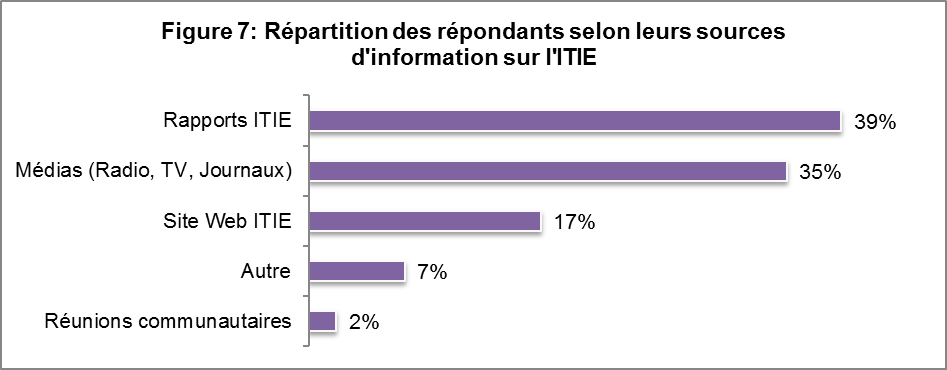 Figure 7: Répartition des répondants selon leurs sources
d'information sur l'ITIE
Rapports ITIE 39%
Médias (Radio, TV, Journaux) 35%
Site Web ITIE 17%
Autre 7%
Réunions communautaires 2%